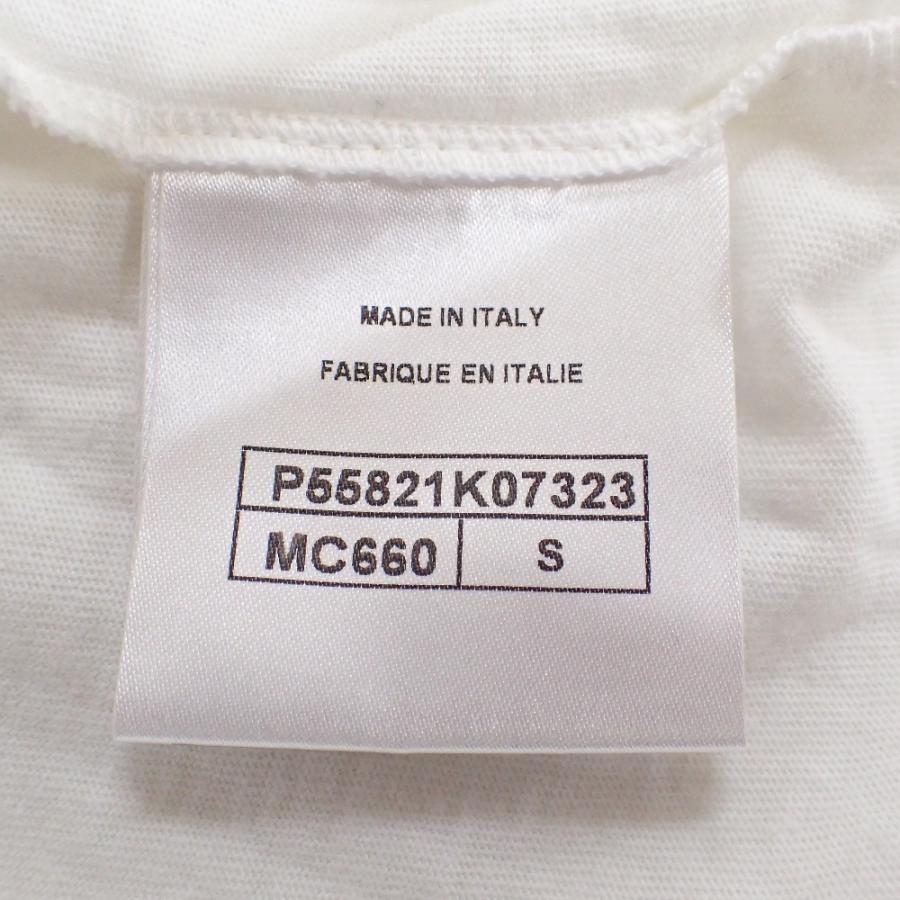 MADE IN ITALY
FABRIQUE EN ITALIE
P55821K07323
MC660 S